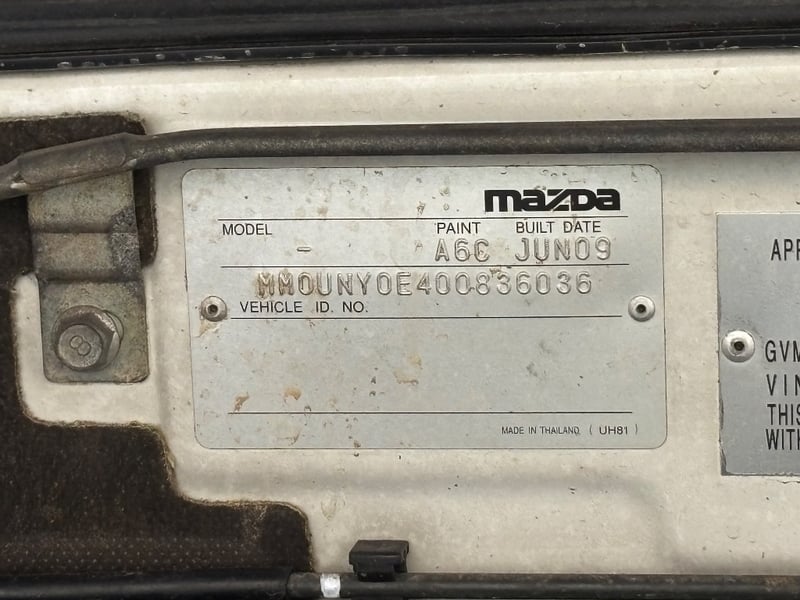 mazda
MODEL PAINT BUILT DATE
- A6C JUN09
MM0UNY0E400836036
VEHICLE ID. NO.
MADE IN THAILAND ( UH81 )
APP
GVM
VIN
THIS
WITH
8